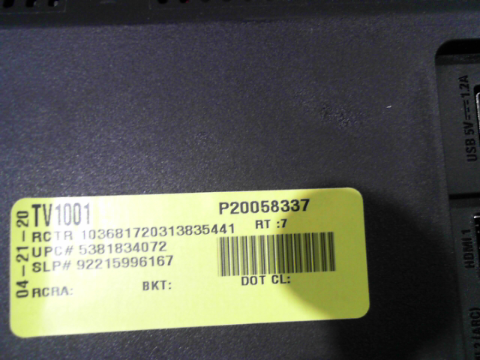 04-21-20
TV1001 P20058337
RCTR 103681720313835441 RT :7
UPC# 5381834072
SLP# 92215996167
RCRA: BKT: DOT CL:
USB 5V⎓1.2A
HDMI 1
(ARC)